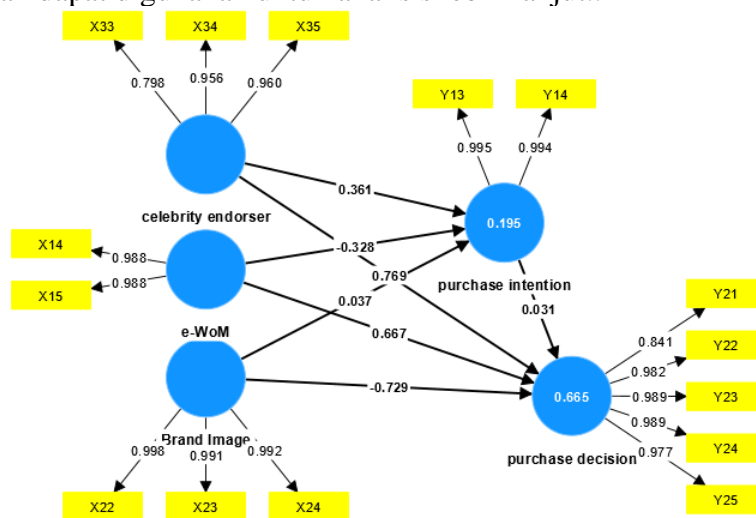 X33 X34 X35
0.798 0.956 0.960
Y13 Y14
0.995 0.994
0.361
0.195
celebrity endorser
X14
0.988
-0.328
X15
0.988
0.769
purchase intention
0.037
0.031
e-WoM
0.667
Y21
0.841
Y22
0.982
-0.729
0.665
0.989
Y23
0.989
Y24
Brand Image
purchase decision
0.977
0.998 0.991 0.992
Y25
X22 X23 X24